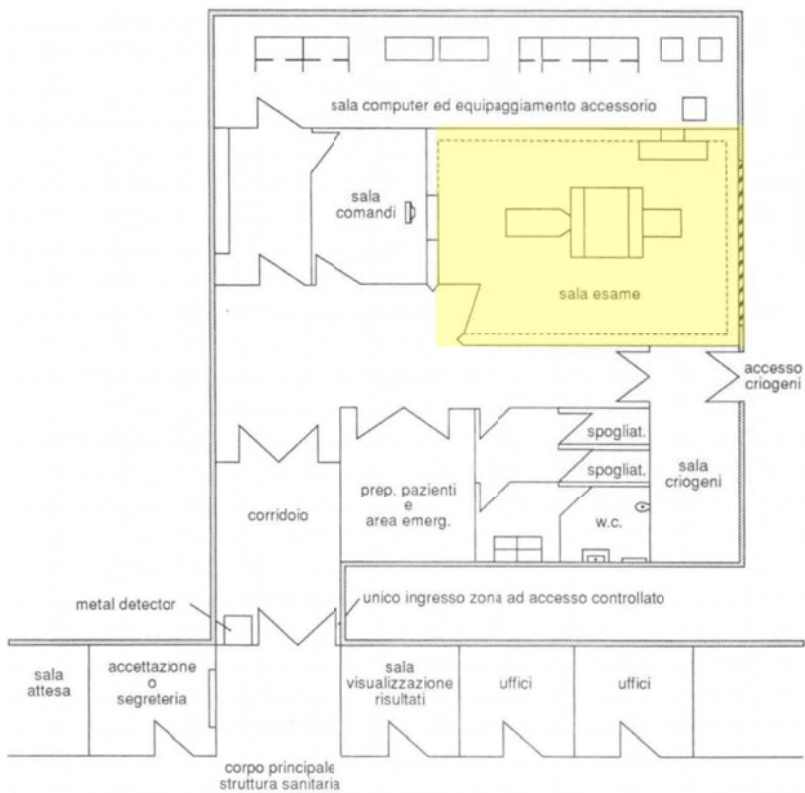 sala computer ed equipaggiamento accessorio
sala
comandi
sala esame
accesso
criogeni
spogliat.
spogliat.
sala
criogeni
prep. pazienti
e
area emerg.
w.c.
corridoio
metal detector
unico ingresso zona ad accesso controllato
sala
attesa
accettazione
o
segreteria
sala
visualizzazione
risultati
uffici
uffici
corpo principale
struttura sanitaria